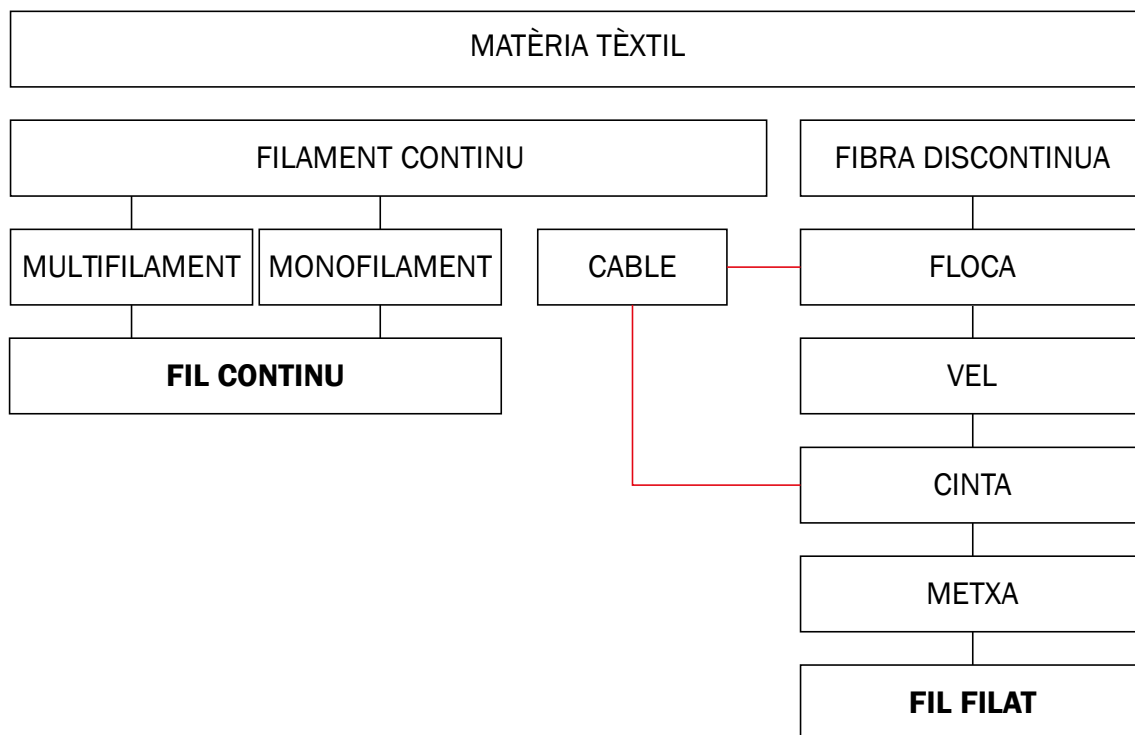 MATÈRIA TÈXTIL
FILAMENT CONTINU
FIBRA DISCONTINUA
MULTIFILAMENT
MONOFILAMENT
CABLE
FLOCA
FIL CONTINU
VEL
CINTA
METXA
FIL FILAT